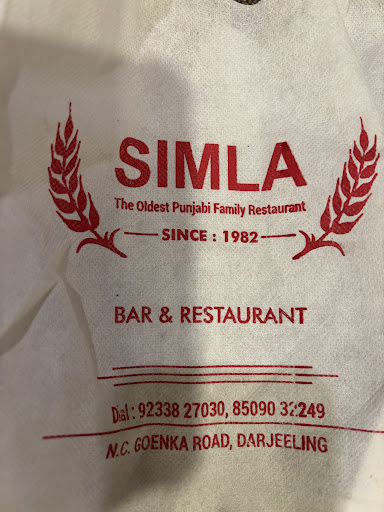 SIMLA
The Oldest Punjabi Family Restaurant
SINCE : 1982
BAR & RESTAURANT
Dial : 92338 27030, 85090 32249
N.C. GOENKA ROAD, DARJEELING